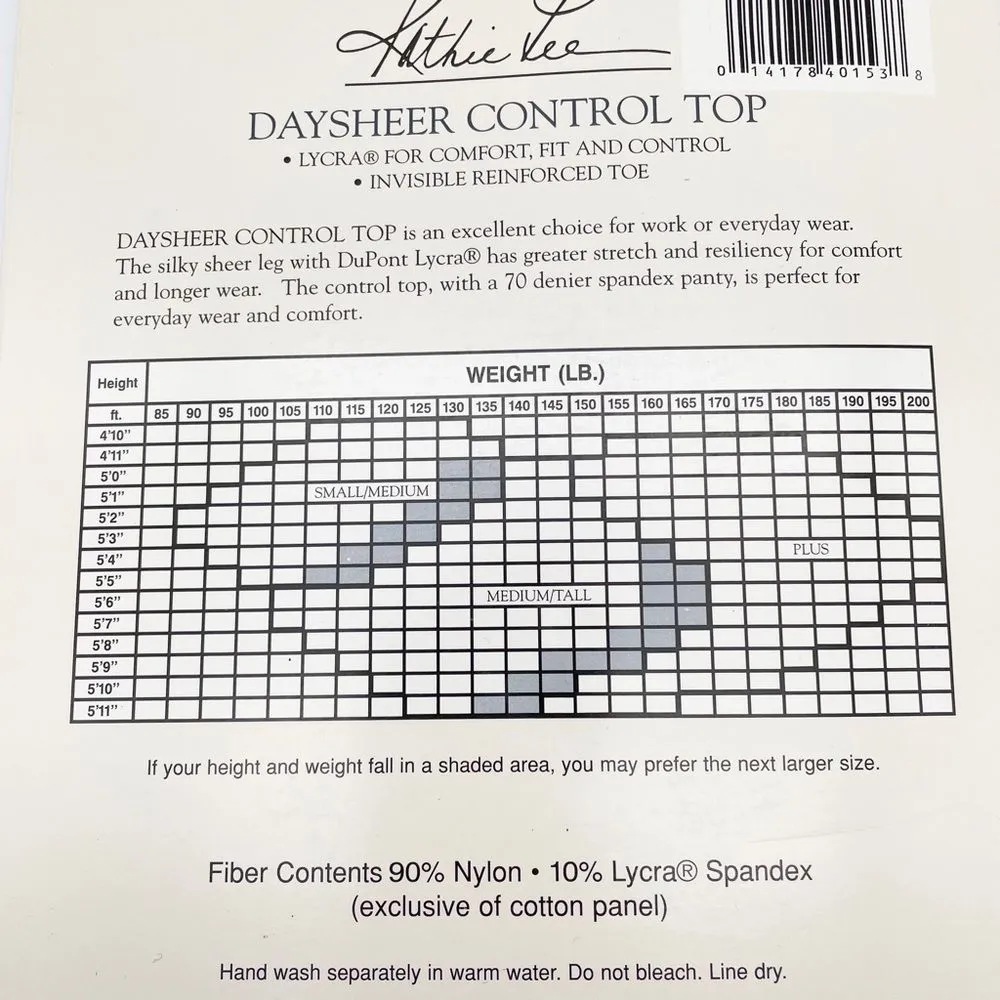 Kathie Lee
0 14178 40153 8
DAYSHEER CONTROL TOP
• LYCRA® FOR COMFORT, FIT AND CONTROL
• INVISIBLE REINFORCED TOE
DAYSHEER CONTROL TOP is an excellent choice for work or everyday wear.
The silky sheer leg with DuPont Lycra® has greater stretch and resiliency for comfort
and longer wear. The control top, with a 70 denier spandex panty, is perfect for
everyday wear and comfort.
Height WEIGHT (LB.)
ft. 85 90 95 100 105 110 115 120 125 130 135 140 145 150 155 160 165 170 175 180 185 190 195 200
4'10"
4'11"
5'0"
5'1" SMALL/MEDIUM
5'2"
5'3"
5'4" PLUS
5'5"
5'6" MEDIUM/TALL
5'7"
5'8"
5'9"
5'10"
5'11"
If your height and weight fall in a shaded area, you may prefer the next larger size.
Fiber Contents 90% Nylon • 10% Lycra® Spandex
(exclusive of cotton panel)
Hand wash separately in warm water. Do not bleach. Line dry.